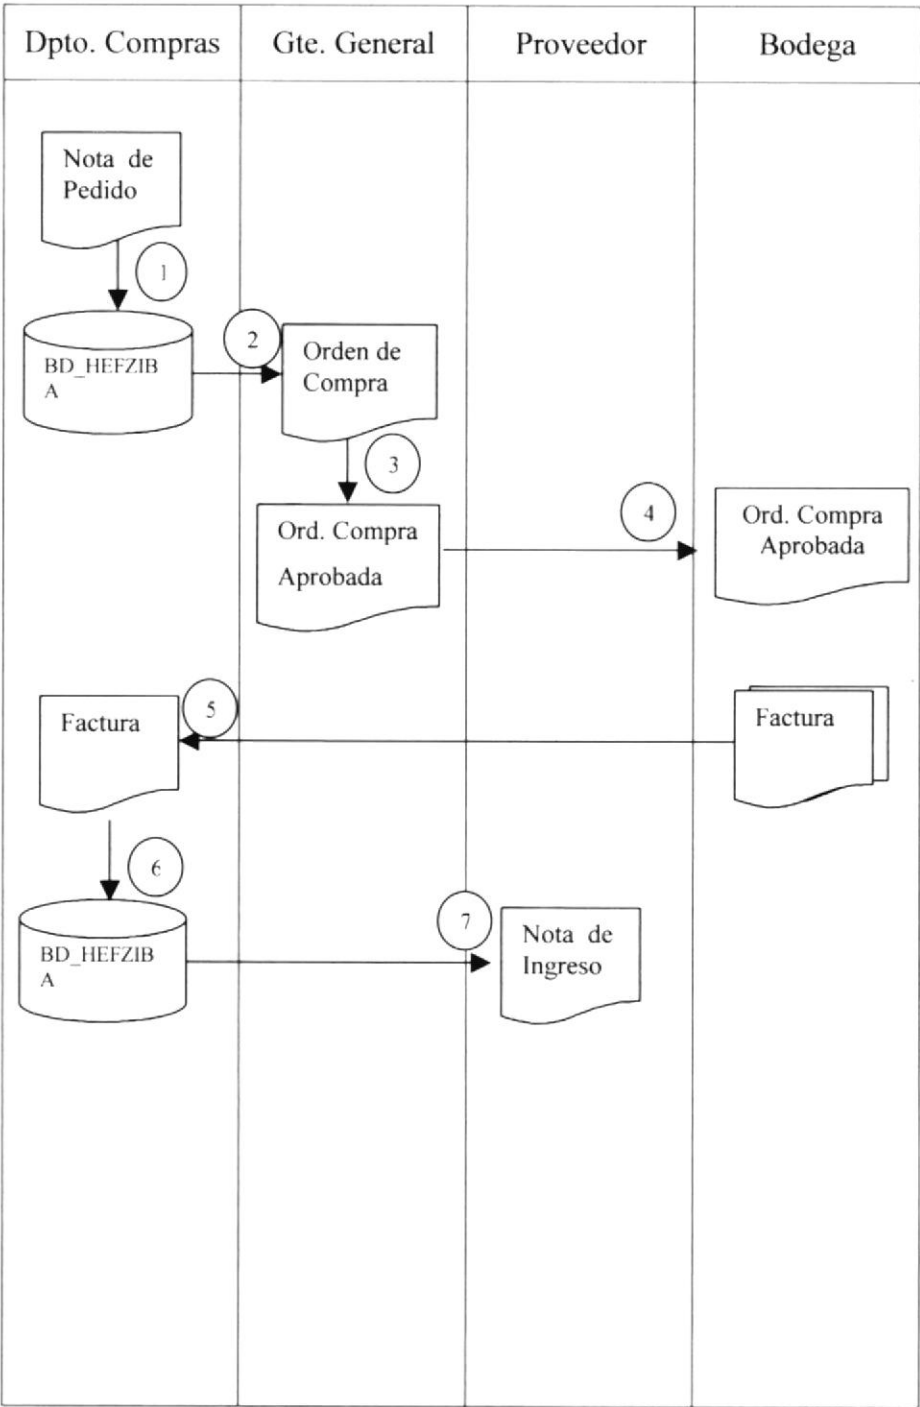 Dpto. Compras
Gte. General
Proveedor
Bodega
Nota de
Pedido
1
BD_HEFZIB
A
2
Orden de
Compra
3
Ord. Compra
Aprobada
4
Ord. Compra
Aprobada
Factura
5
Factura
6
BD_HEFZIB
A
7
Nota de
Ingreso